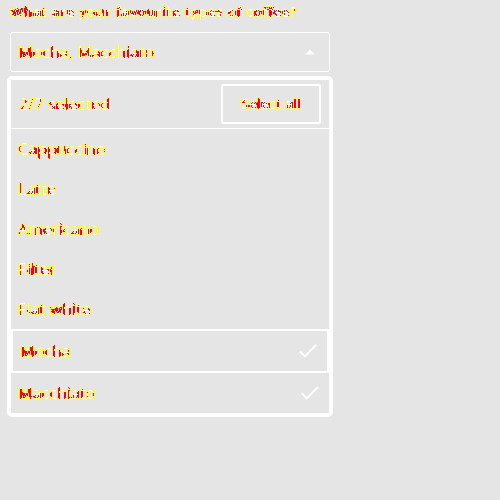 What are your favourite types of coffee?
Mocha, Macchiato
2/7 selected
Select all
Cappuccino
Latte
Americano
Filter
Flat white
Mocha
Macchiato